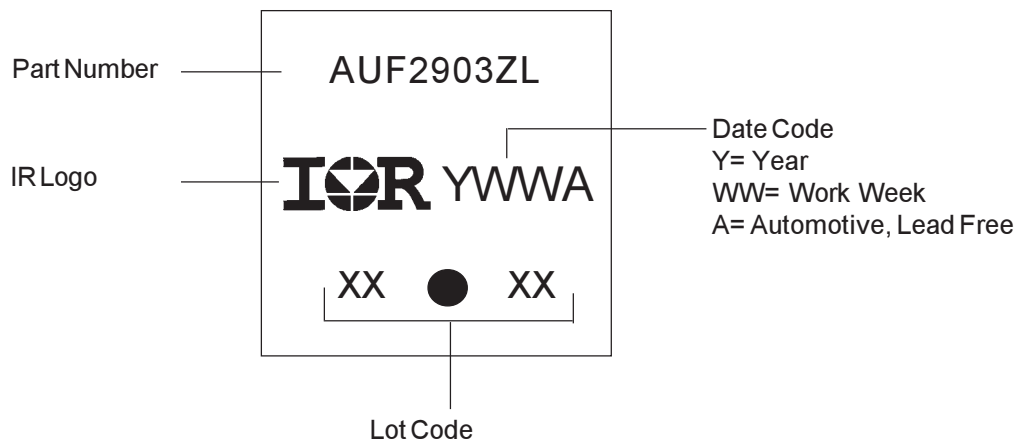 Part Number
AUF2903ZL
Date Code
Y= Year
WW= Work Week
A= Automotive, Lead Free
IR Logo
IOR YWWA
XX XX
Lot Code